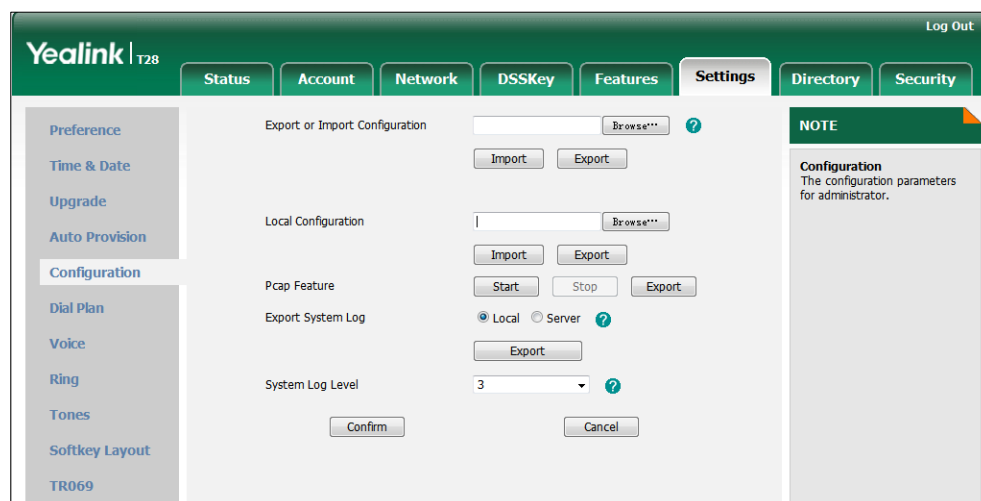 Log Out
Yealink T28
Status Account Network DSSKey Features Settings Directory Security
Preference
Time & Date
Upgrade
Auto Provision
Configuration
Dial Plan
Voice
Ring
Tones
Softkey Layout
TR069
Export or Import Configuration Browse... ?
Import Export
Local Configuration Browse...
Import Export
Pcap Feature Start Stop Export
Export System Log Local Server ?
Export
System Log Level 3 ?
Confirm Cancel
NOTE
Configuration
The configuration parameters
for administrator.